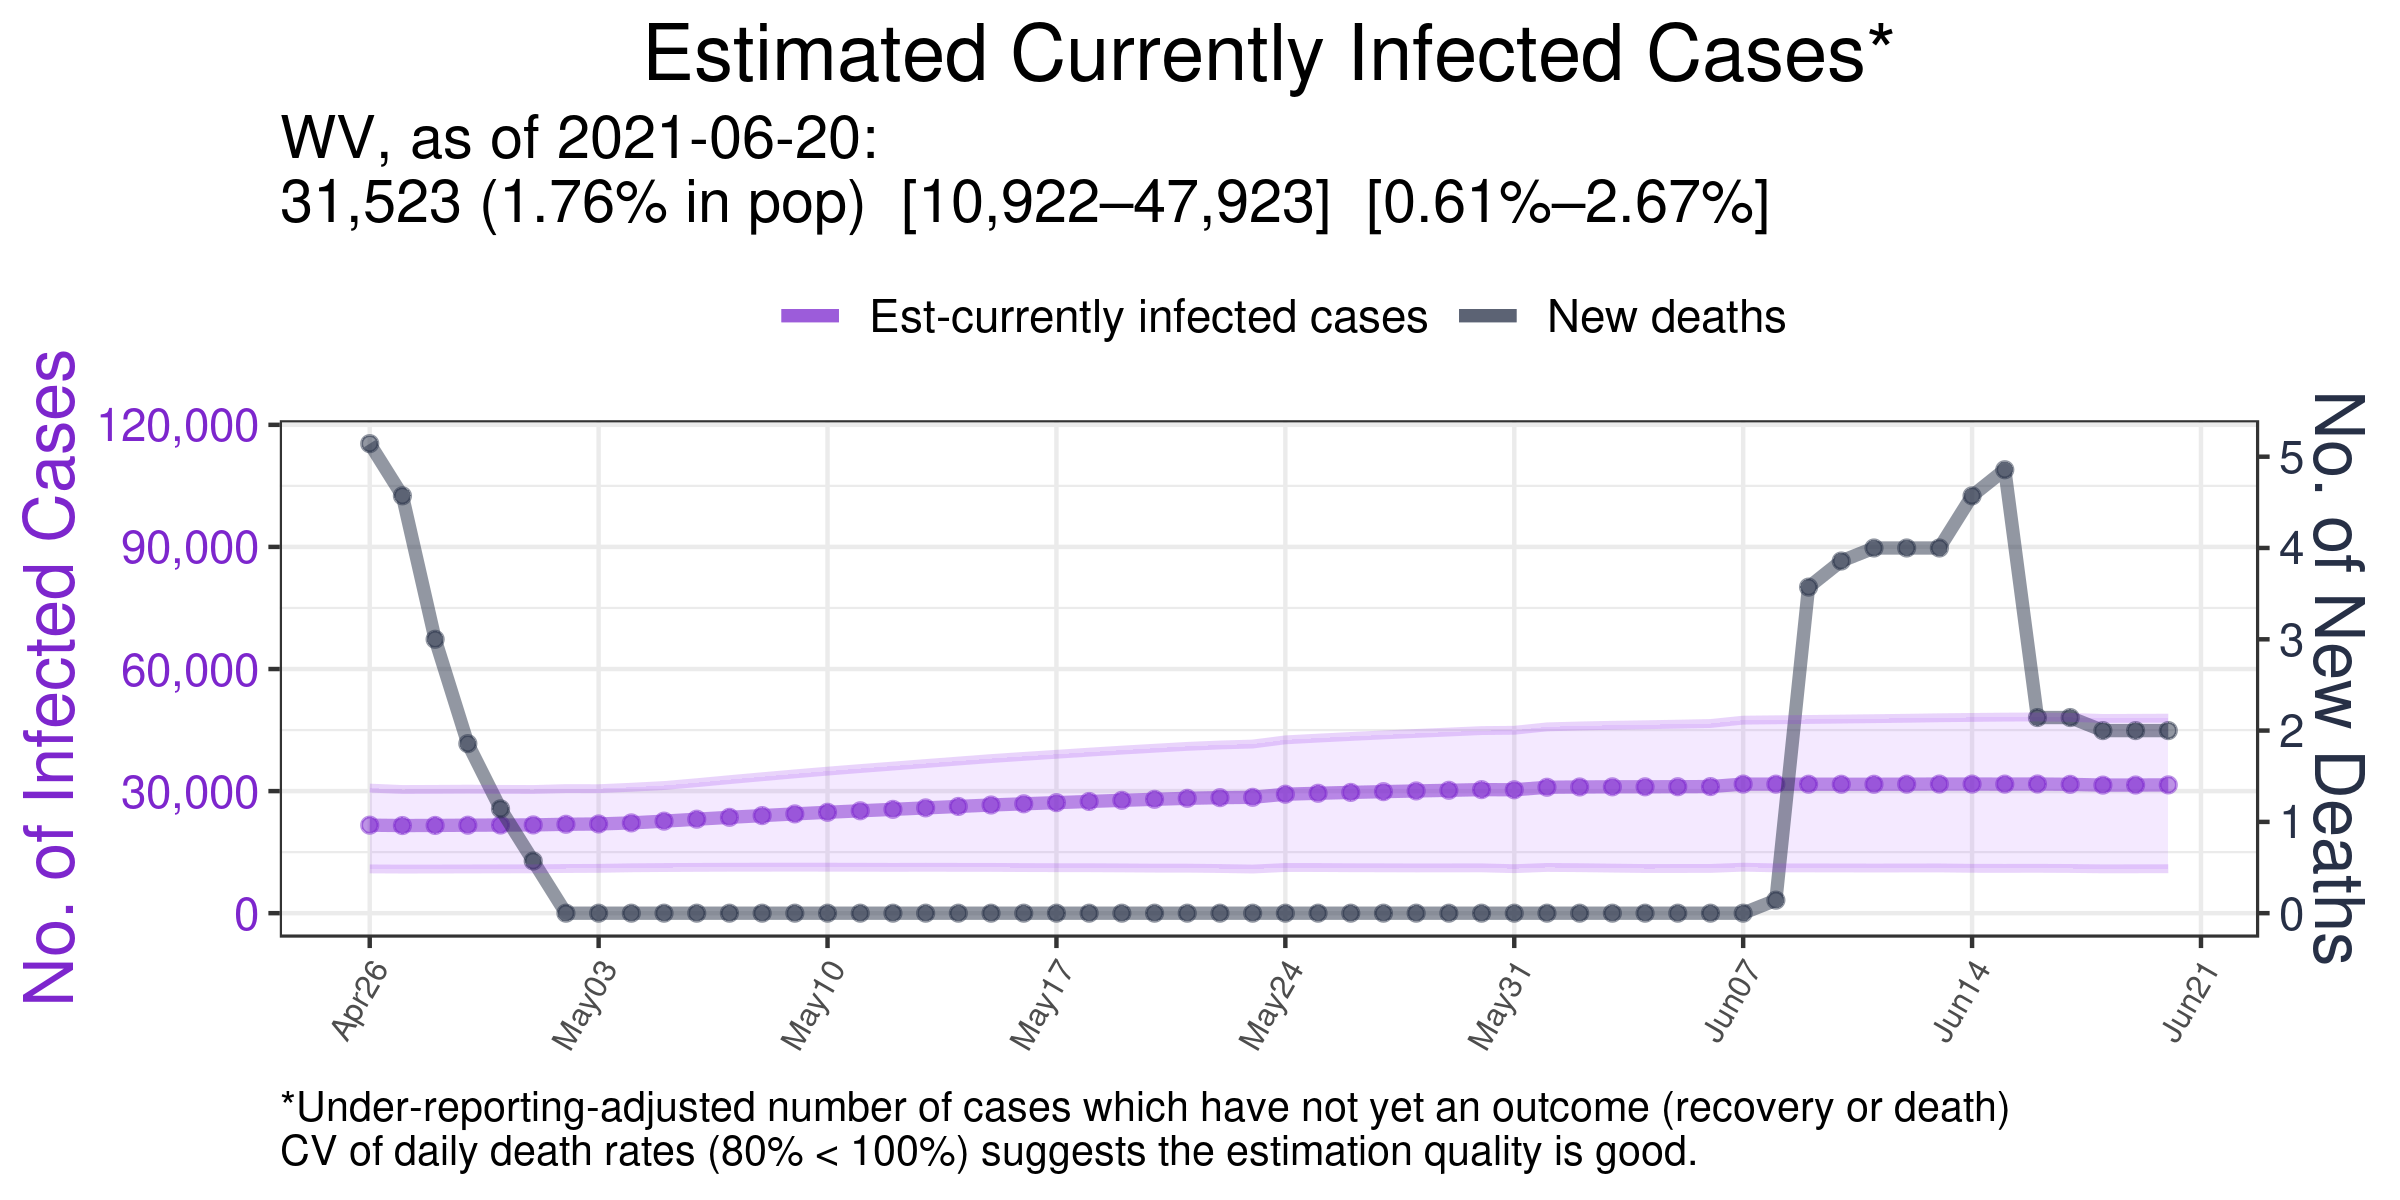 Estimated Currently Infected Cases*
WV, as of 2021-06-20:
31,523 (1.76% in pop)  [10,922–47,923]  [0.61%–2.67%]
Est-currently infected cases
New deaths
No. of Infected Cases
120,000
90,000
60,000
30,000
0
No. of New Deaths
5
4
3
2
1
0
Apr26
May03
May10
May17
May24
May31
Jun07
Jun14
Jun21
*Under-reporting-adjusted number of cases which have not yet an outcome (recovery or death)
CV of daily death rates (80% < 100%) suggests the estimation quality is good.